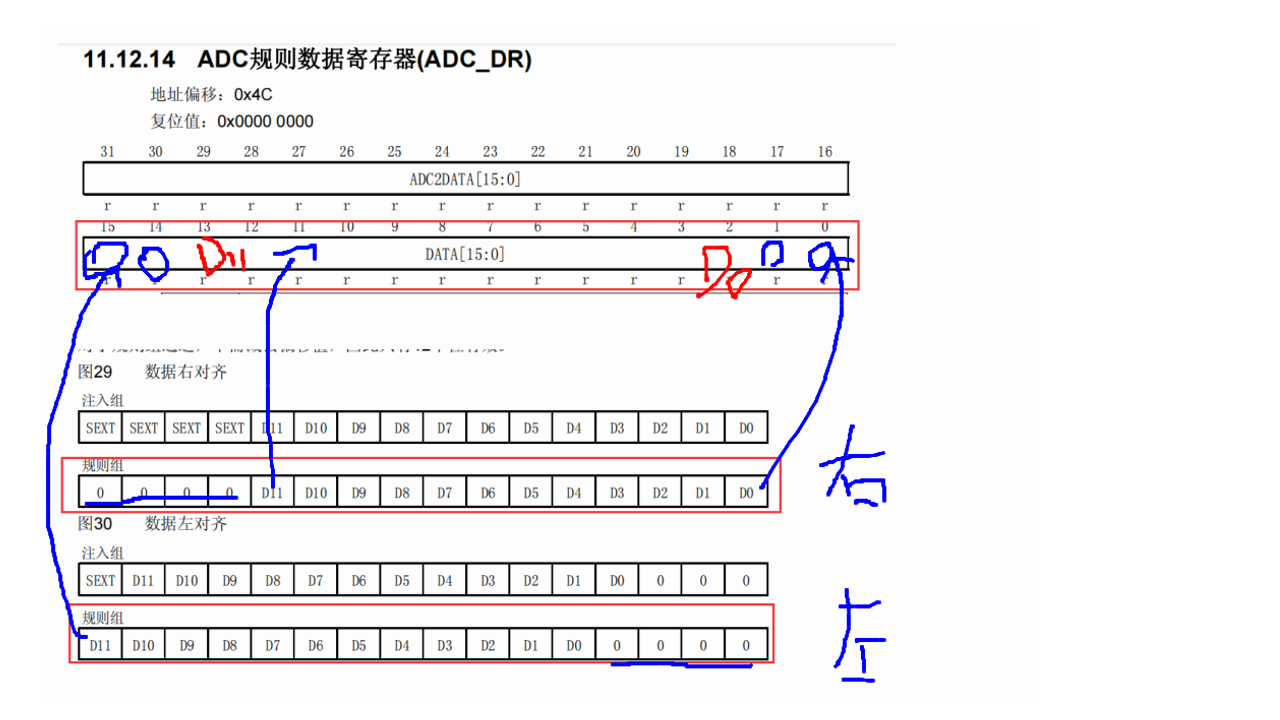 11.12.14 ADC规则数据寄存器(ADC_DR)
地址偏移：0x4C
复位值：0x0000 0000
31 30 29 28 27 26 25 24 23 22 21 20 19 18 17 16
ADC2DATA[15:0]
r r r r r r r r r r r r r r r r
15 14 13 12 11 10 9 8 7 6 5 4 3 2 1 0
D11 DATA[15:0] D0
r r r r r r r r r r r r
图29 数据右对齐
注入组
SEXT SEXT SEXT SEXT D11 D10 D9 D8 D7 D6 D5 D4 D3 D2 D1 D0
右
规则组
0 0 0 0 D11 D10 D9 D8 D7 D6 D5 D4 D3 D2 D1 D0
图30 数据左对齐
注入组
SEXT D11 D10 D9 D8 D7 D6 D5 D4 D3 D2 D1 D0 0 0 0
左
规则组
D11 D10 D9 D8 D7 D6 D5 D4 D3 D2 D1 D0 0 0 0 0